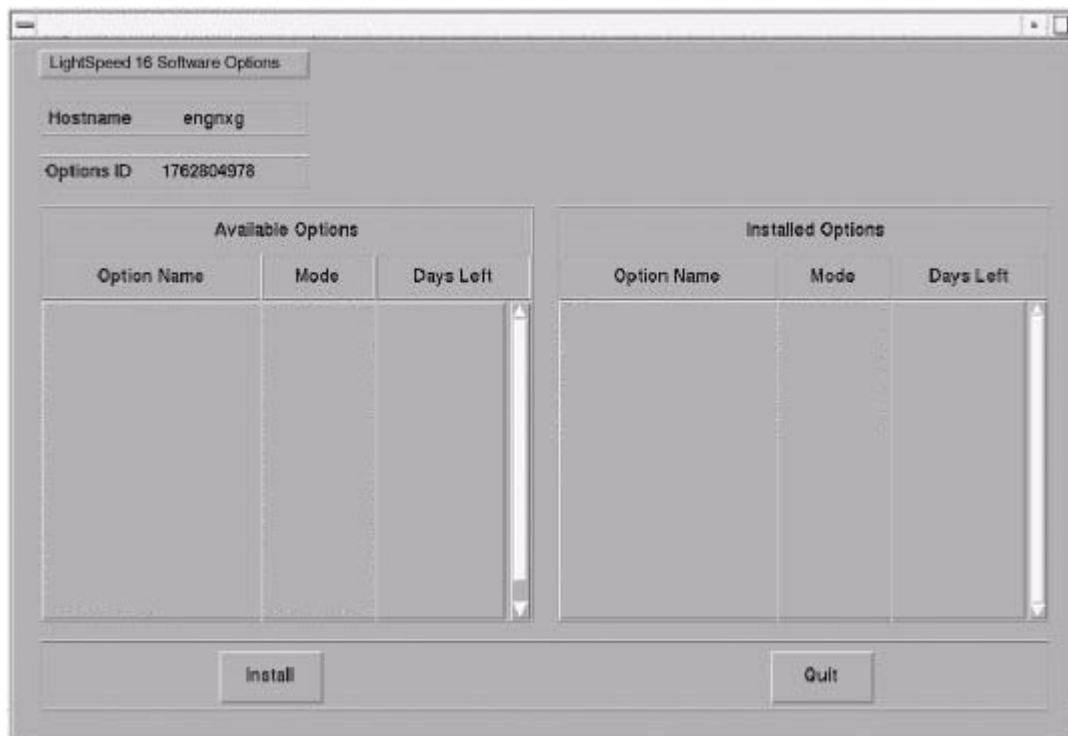 LightSpeed 16 Software Options
Hostname engnxg
Options ID 1762804978
Available Options
Option Name Mode Days Left
Installed Options
Option Name Mode Days Left
Install
Quit